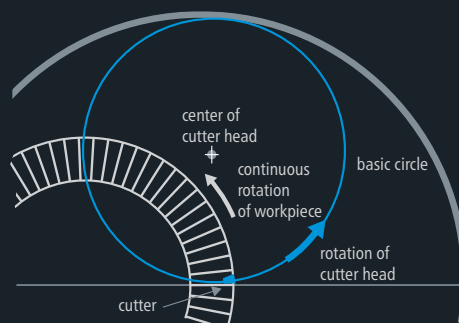 center of
cutter head
continuous
rotation
of workpiece
basic circle
rotation of
cutter head
cutter